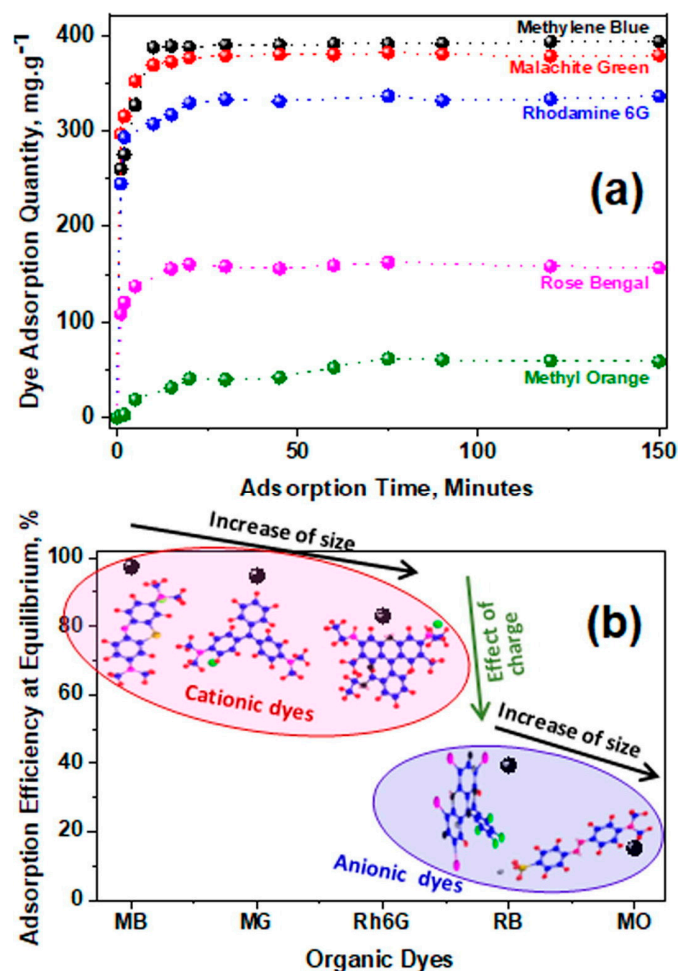 Dye Adsorption Quantity, mg.g⁻¹
400
300
200
100
0
Methylene Blue
Malachite Green
Rhodamine 6G
(a)
Rose Bengal
Methyl Orange
0
50
100
150
Adsorption Time, Minutes
Adsorption Efficiency at Equilibrium, %
100
80
60
40
20
0
Increase of size
(b)
Effect of
charge
Cationic dyes
Increase of size
Anionic dyes
MB
MG
Rh6G
RB
MO
Organic Dyes